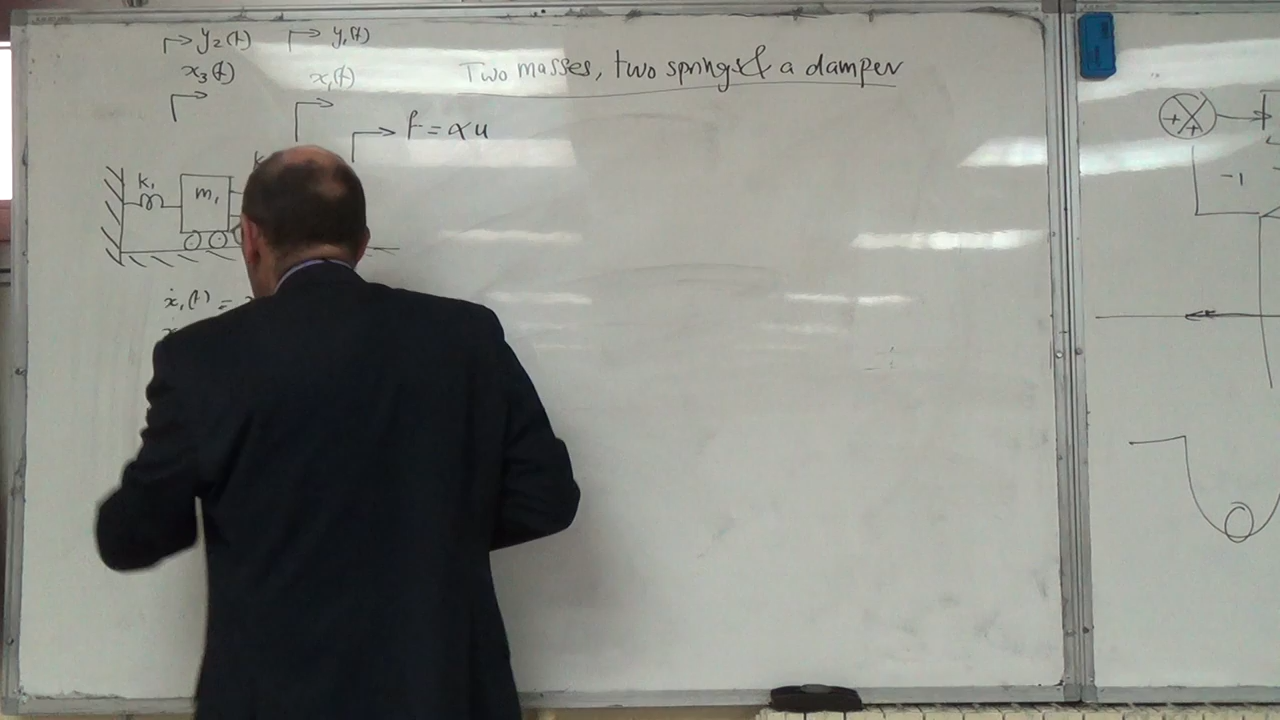 y₂(t) y₁(t)
Two masses, two springs & a damper
x₃(t) x₁(t)
f = αu
k₁ m₁ k
-1
ẋ₁(t) =